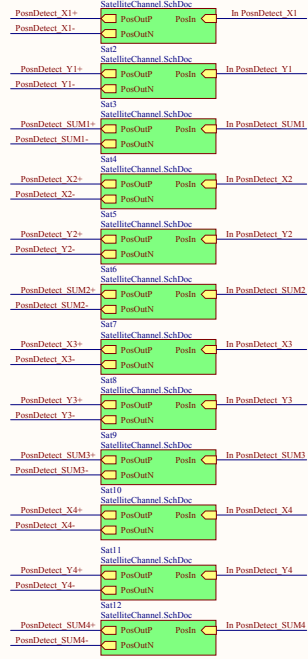 SatelliteChannel.SchDoc
PosnDetect_X1+ PosOutP PosIn In PosnDetect_X1
PosnDetect_X1- PosOutN
Sat2
SatelliteChannel.SchDoc
PosnDetect_Y1+ PosOutP PosIn In PosnDetect_Y1
PosnDetect_Y1- PosOutN
Sat3
SatelliteChannel.SchDoc
PosnDetect_SUM1+ PosOutP PosIn In PosnDetect_SUM1
PosnDetect_SUM1- PosOutN
Sat4
SatelliteChannel.SchDoc
PosnDetect_X2+ PosOutP PosIn In PosnDetect_X2
PosnDetect_X2- PosOutN
Sat5
SatelliteChannel.SchDoc
PosnDetect_Y2+ PosOutP PosIn In PosnDetect_Y2
PosnDetect_Y2- PosOutN
Sat6
SatelliteChannel.SchDoc
PosnDetect_SUM2+ PosOutP PosIn In PosnDetect_SUM2
PosnDetect_SUM2- PosOutN
Sat7
SatelliteChannel.SchDoc
PosnDetect_X3+ PosOutP PosIn In PosnDetect_X3
PosnDetect_X3- PosOutN
Sat8
SatelliteChannel.SchDoc
PosnDetect_Y3+ PosOutP PosIn In PosnDetect_Y3
PosnDetect_Y3- PosOutN
Sat9
SatelliteChannel.SchDoc
PosnDetect_SUM3+ PosOutP PosIn In PosnDetect_SUM3
PosnDetect_SUM3- PosOutN
Sat10
SatelliteChannel.SchDoc
PosnDetect_X4+ PosOutP PosIn In PosnDetect_X4
PosnDetect_X4- PosOutN
Sat11
SatelliteChannel.SchDoc
PosnDetect_Y4+ PosOutP PosIn In PosnDetect_Y4
PosnDetect_Y4- PosOutN
Sat12
SatelliteChannel.SchDoc
PosnDetect_SUM4+ PosOutP PosIn In PosnDetect_SUM4
PosnDetect_SUM4- PosOutN